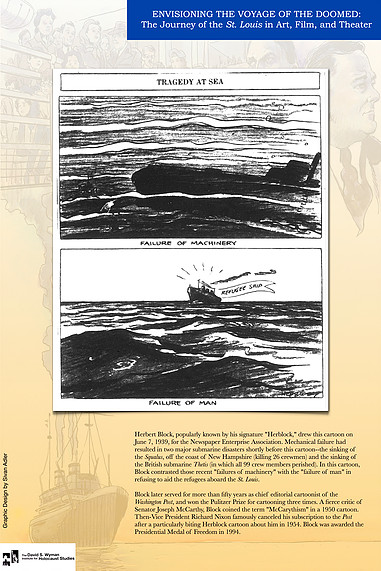 ENVISIONING THE VOYAGE OF THE DOOMED:
The Journey of the St. Louis in Art, Film, and Theater
TRAGEDY AT SEA
FAILURE OF MACHINERY
REFUGEE SHIP
FAILURE OF MAN
Herbert Block, popularly known by his signature "Herblock," drew this cartoon on
June 7, 1939, for the Newspaper Enterprise Association. Mechanical failure had
resulted in two major submarine disasters shortly before this cartoon--the sinking of
the Squalus, off the coast of New Hampshire (killing 26 crewmen) and the sinking of
the British submarine Thetis (in which all 99 crew members perished). In this cartoon,
Block contrasted those recent "failures of machinery" with the "failure of man" in
refusing to aid the refugees aboard the St. Louis.
Block later served for more than fifty years as chief editorial cartoonist of the
Washington Post, and won the Pulitzer Prize for cartooning three times. A fierce critic of
Senator Joseph McCarthy, Block coined the term "McCarthyism" in a 1950 cartoon.
Then-Vice President Richard Nixon famously canceled his subscription to the Post
after a particularly biting Herblock cartoon about him in 1954. Block was awarded the
Presidential Medal of Freedom in 1994.
Graphic Design by Sivan Adler
The David S. Wyman
Institute for Holocaust Studies